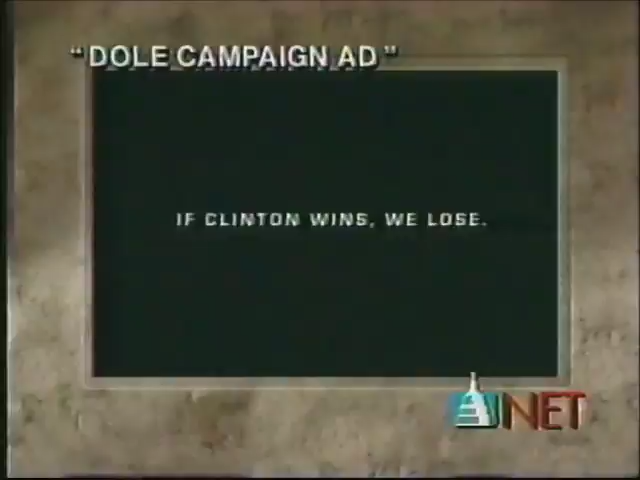 "DOLE CAMPAIGN AD"
IF CLINTON WINS, WE LOSE.
NET